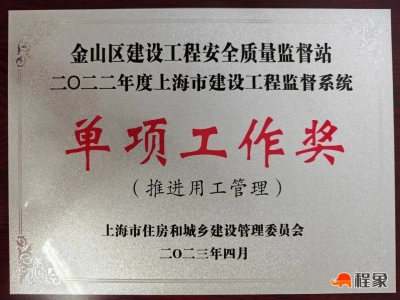 金山区建设工程安全质量监督站
二〇二二年度上海市建设工程监督系统
单项工作奖
(推进用工管理)
上海市住房和城乡建设管理委员会
二〇二三年四月
程象